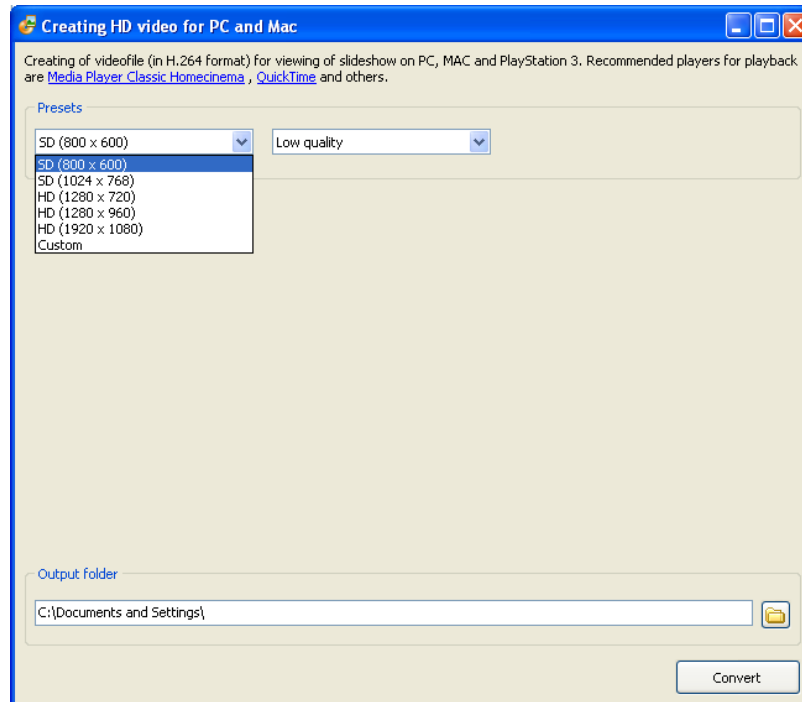 Creating HD video for PC and Mac
Creating of videofile (in H.264 format) for viewing of slideshow on PC, MAC and PlayStation 3. Recommended players for playback
are Media Player Classic Homecinema , QuickTime and others.
Presets
SD (800 x 600)
Low quality
SD (800 x 600)
SD (1024 x 768)
HD (1280 x 720)
HD (1280 x 960)
HD (1920 x 1080)
Custom
Output folder
C:\Documents and Settings\
Convert